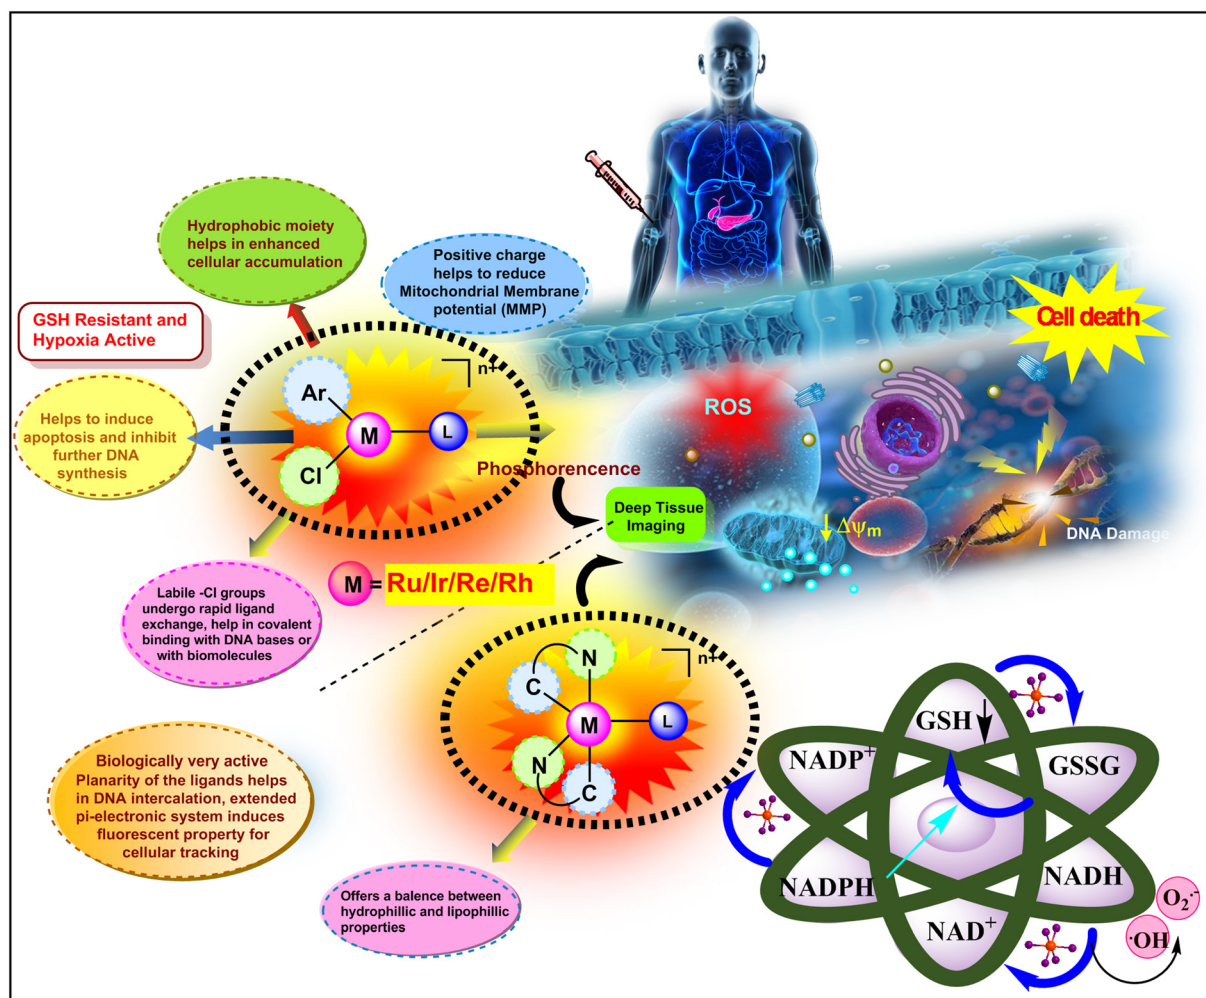 Hydrophobic moiety
helps in enhanced
cellular accumulation
Positive charge
helps to reduce
Mitochondrial Membrane
potential (MMP)
GSH Resistant and
Hypoxia Active
Helps to induce
apoptosis and inhibit
further DNA
synthesis
Ar
M
L
Cl
n+
Phosphorencence
Deep Tissue
Imaging
ROS
Cell death
↓ Δψm
DNA Damage
Labile -Cl groups
undergo rapid ligand
exchange, help in covalent
binding with DNA bases or
with biomolecules
M = Ru/Ir/Re/Rh
N
C
M
L
N
C
n+
Biologically very active
Planarity of the ligands helps
in DNA intercalation, extended
pi-electronic system induces
fluorescent property for
cellular tracking
Offers a balence between
hydrophillic and lipophillic
properties
GSH
NADP+
GSSG
NADPH
NADH
NAD+
O2·-
·OH